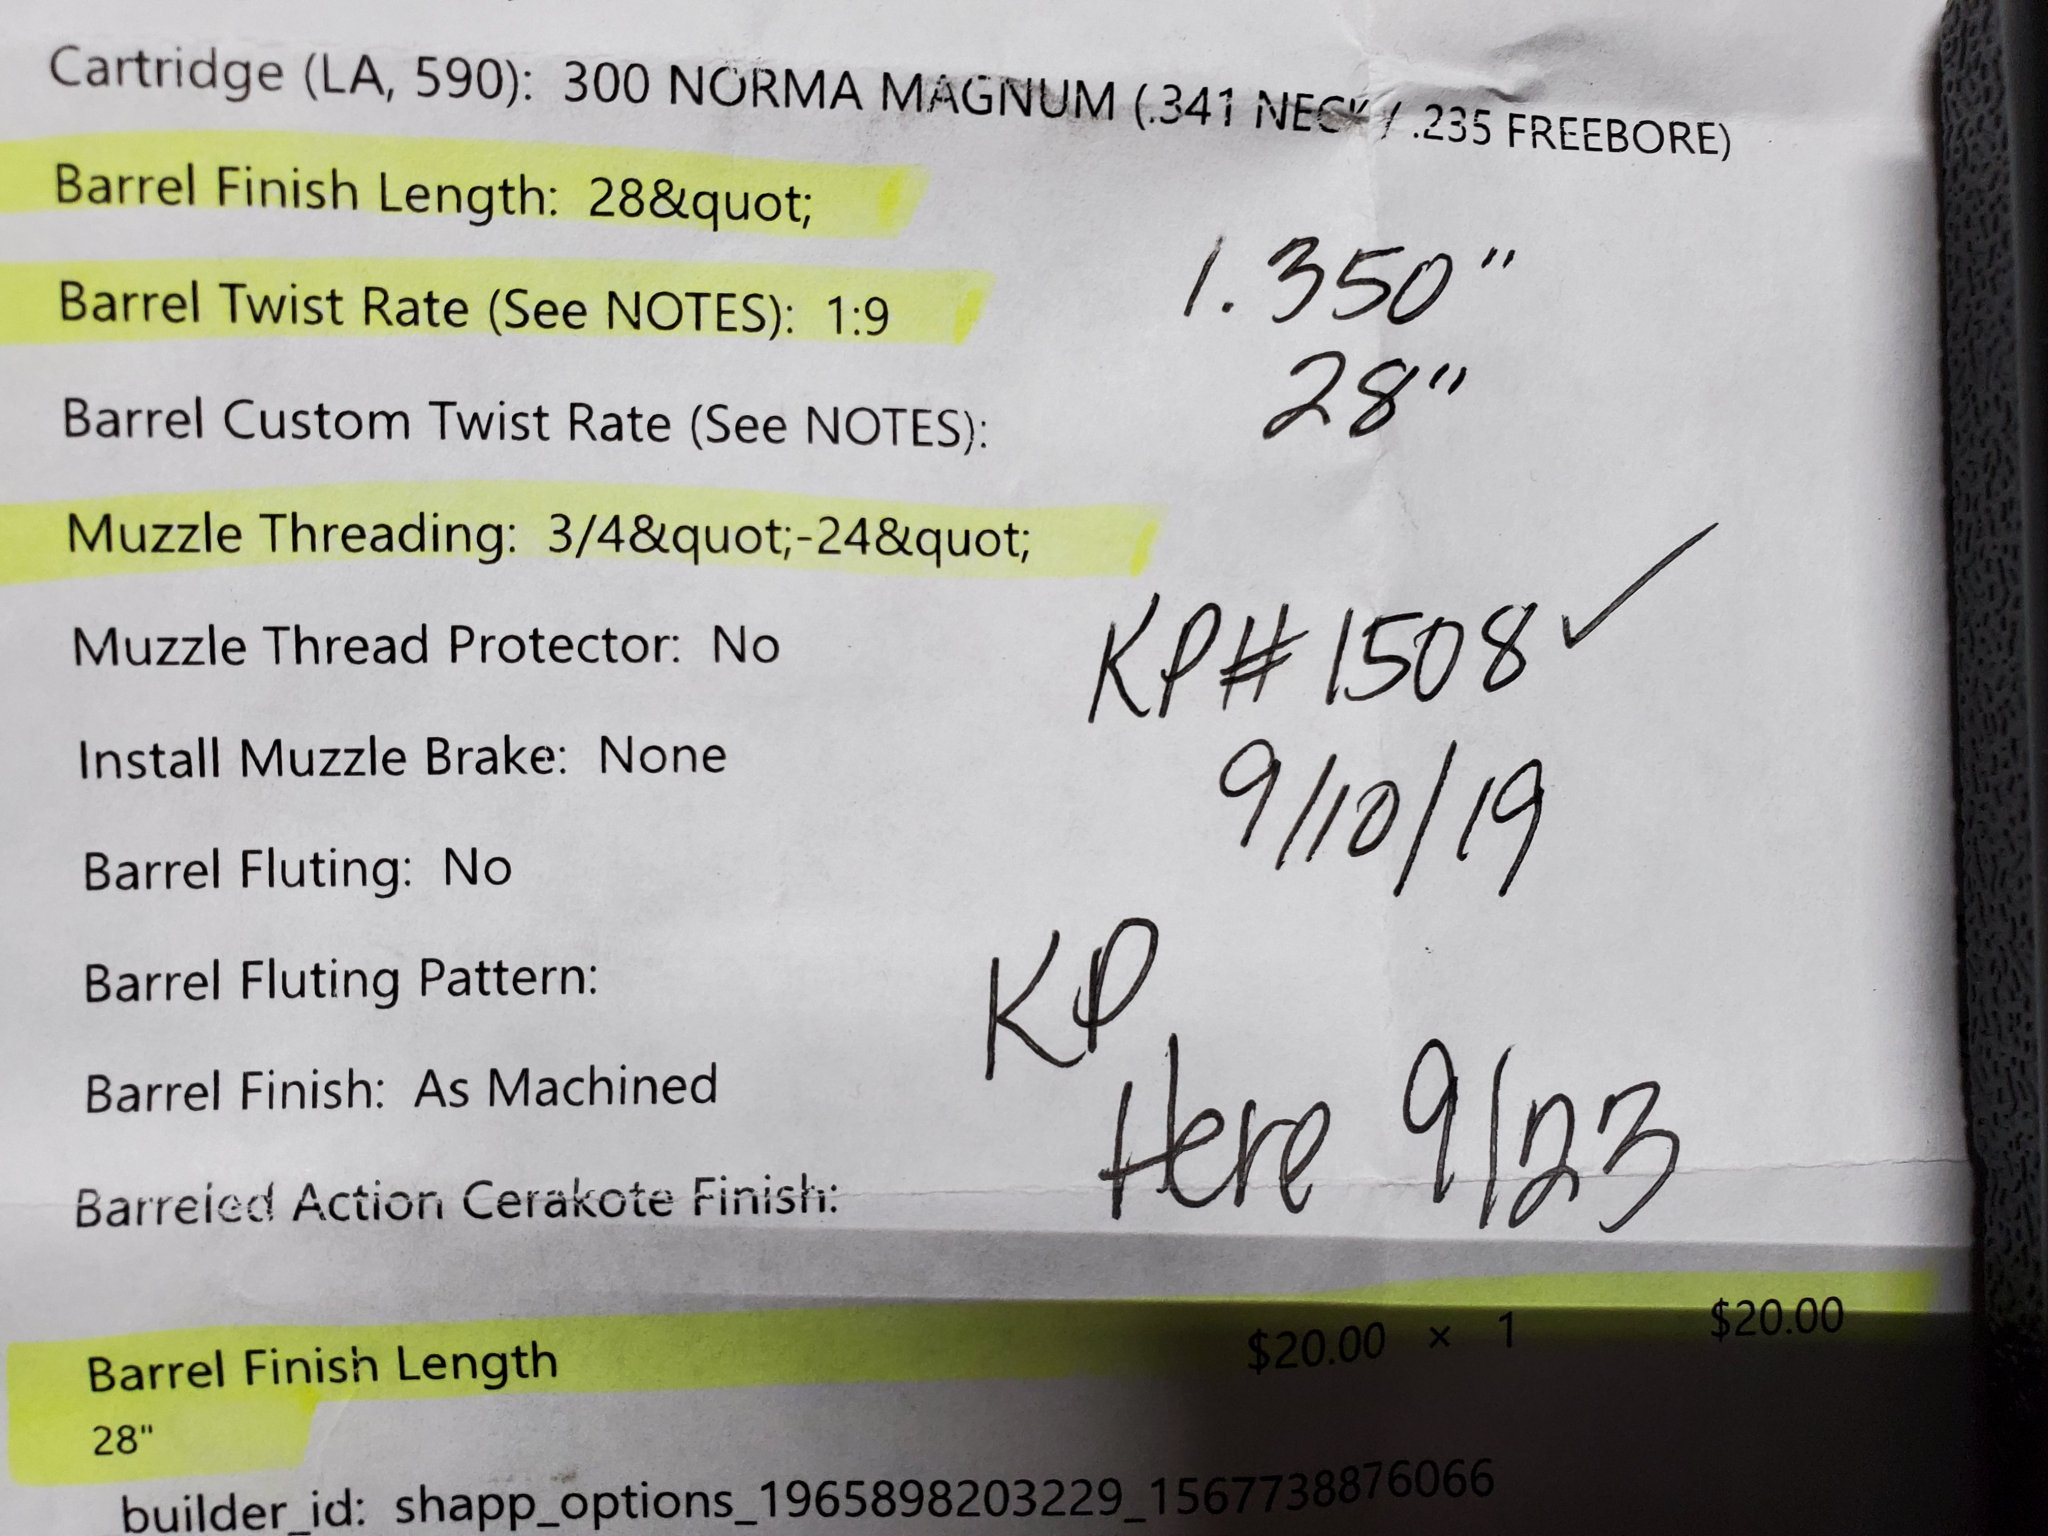 Cartridge (LA, 590): 300 NORMA MAGNUM (.341 NECK / .235 FREEBORE)
Barrel Finish Length: 28&quot;
1.350"
Barrel Twist Rate (See NOTES): 1:9
28"
Barrel Custom Twist Rate (See NOTES):
Muzzle Threading: 3/4&quot;-24&quot;
Muzzle Thread Protector: No
KP#1508 ✓
Install Muzzle Brake: None
9/10/19
Barrel Fluting: No
Barrel Fluting Pattern:
KP
Barrel Finish: As Machined
Here 9/23
Barreled Action Cerakote Finish:
Barrel Finish Length $20.00 × 1 $20.00
28"
builder_id: shapp_options_1965898203229_1567738876066